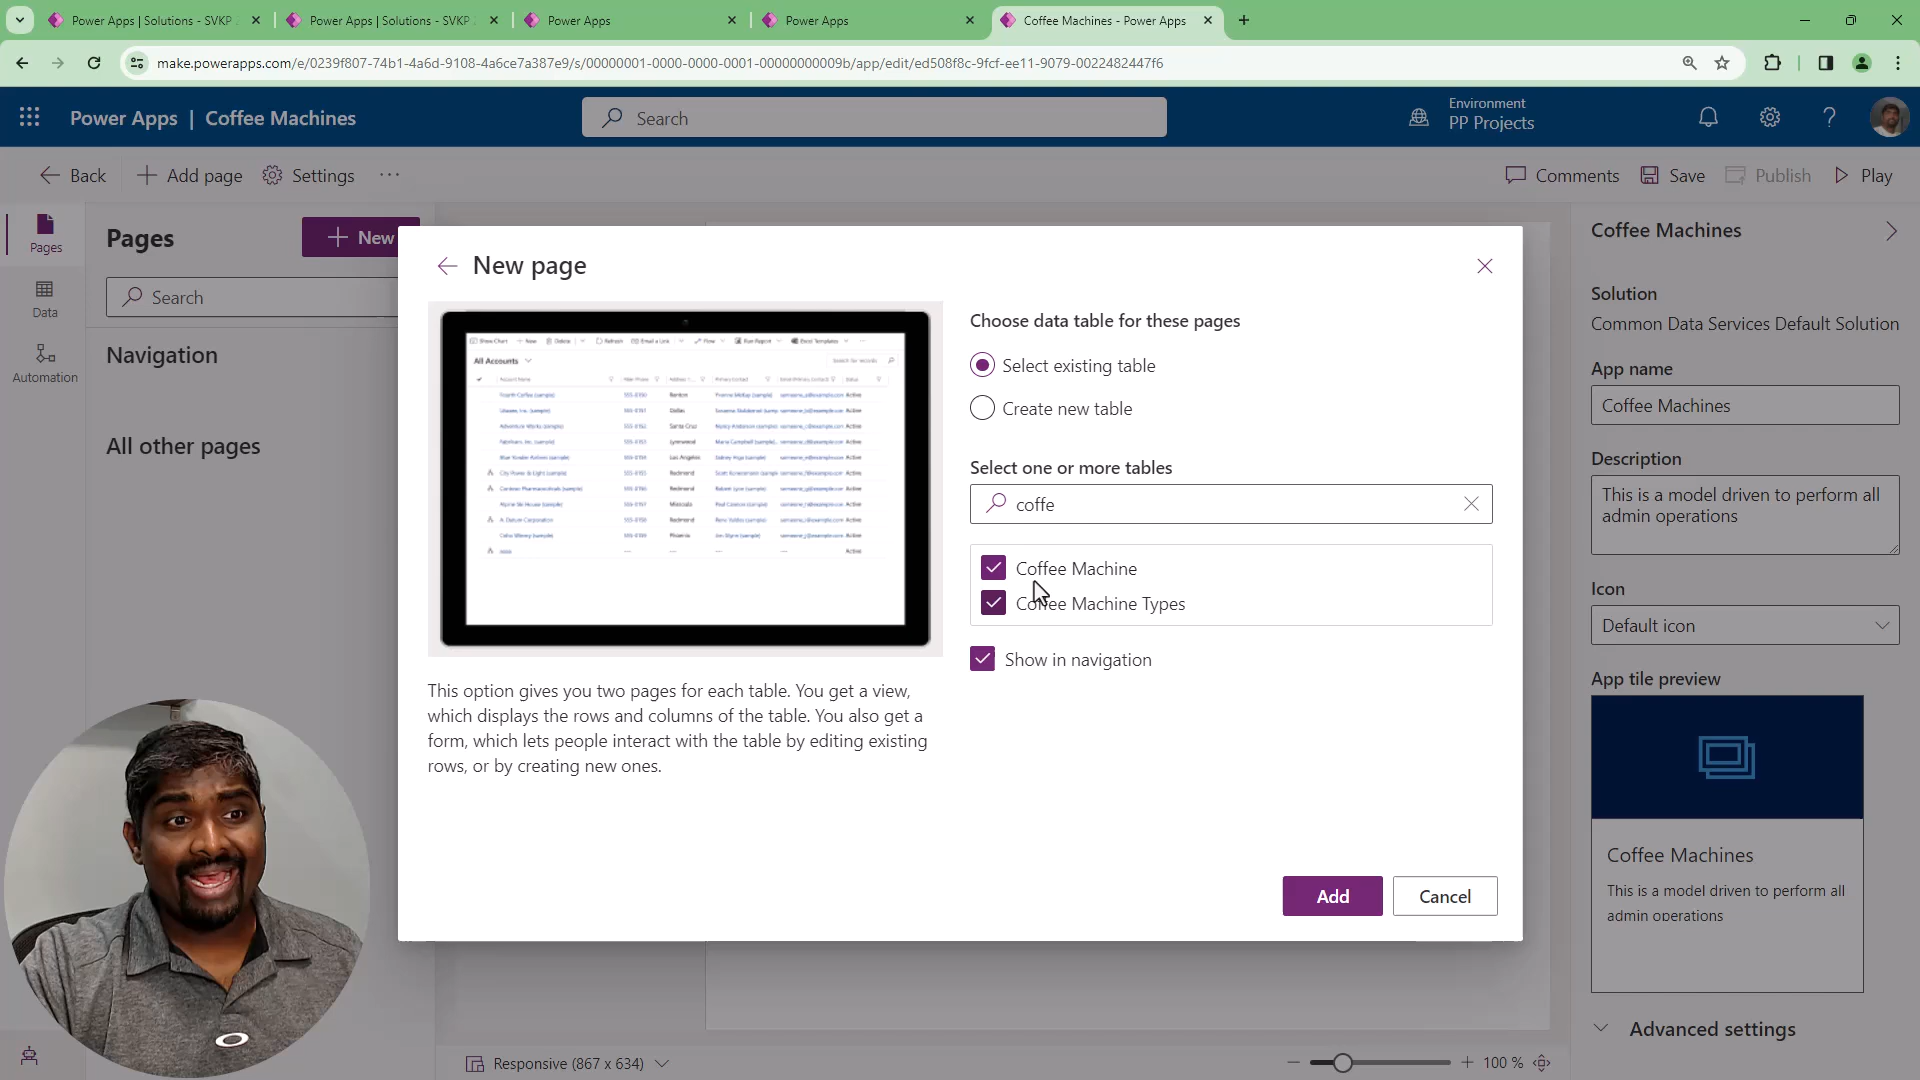 Power Apps | Solutions - SVKP
Power Apps | Solutions - SVKP
Power Apps
Power Apps
Coffee Machines - Power Apps
make.powerapps.com/e/0239f807-74b1-4a6d-9108-4a6ce7a387e9/s/00000001-0000-0000-0001-00000000009b/app/edit/ed508f8c-9fcf-ee11-9079-0022482447f6
Power Apps | Coffee Machines
Search
Environment
PP Projects
Back
Add page
Settings
Comments
Save
Publish
Play
Pages
Data
Automation
Pages
New
Search
Navigation
All other pages
New page
All Accounts
This option gives you two pages for each table. You get a view,
which displays the rows and columns of the table. You also get a
form, which lets people interact with the table by editing existing
rows, or by creating new ones.
Choose data table for these pages
Select existing table
Create new table
Select one or more tables
coffe
Coffee Machine
Coffee Machine Types
Show in navigation
Add
Cancel
Coffee Machines
Solution
Common Data Services Default Solution
App name
Coffee Machines
Description
This is a model driven to perform all
admin operations
Icon
Default icon
App tile preview
Coffee Machines
This is a model driven to perform all
admin operations
Advanced settings
Responsive (867 x 634)
100 %